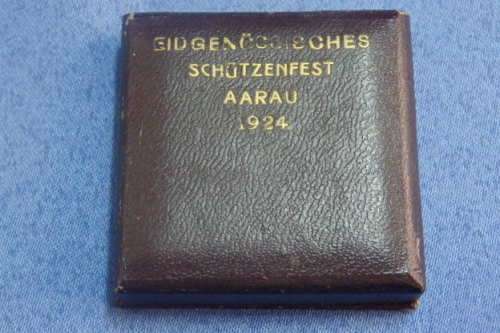 EIDGENÖSSISCHES
SCHÜTZENFEST
AARAU
1924